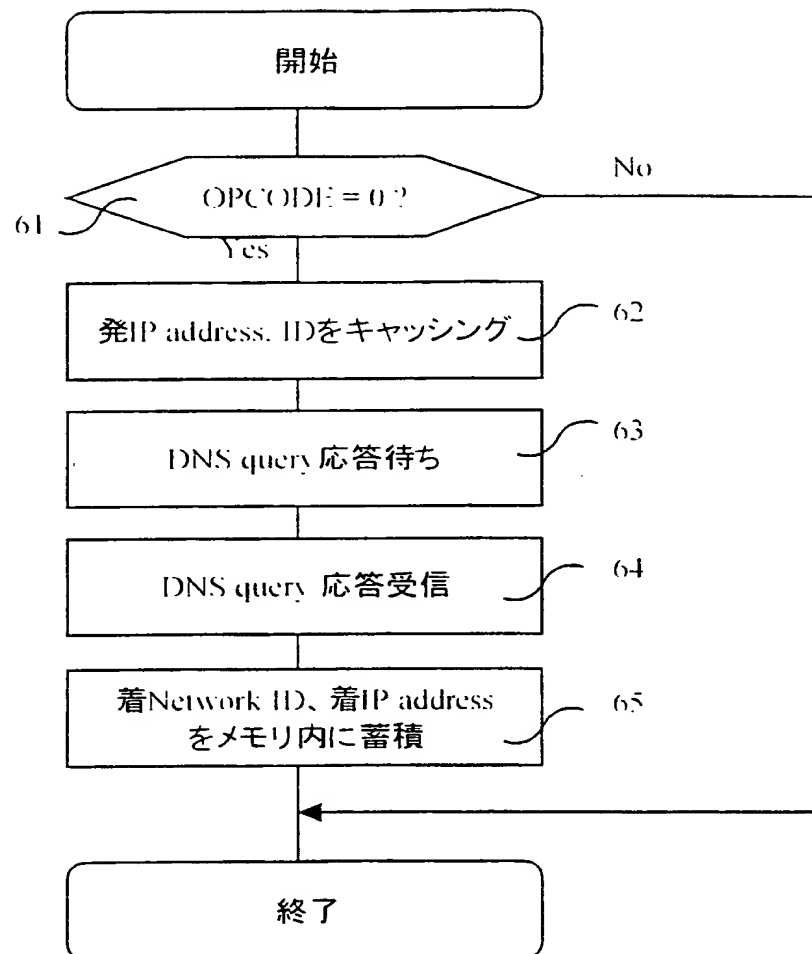 開始
OPCODE = 0 ?
No
61
Yes
発IP address, IDをキャッシング
62
DNS query 応答待ち
63
DNS query 応答受信
64
着Network ID、着IP address
をメモリ内に蓄積
65
終了